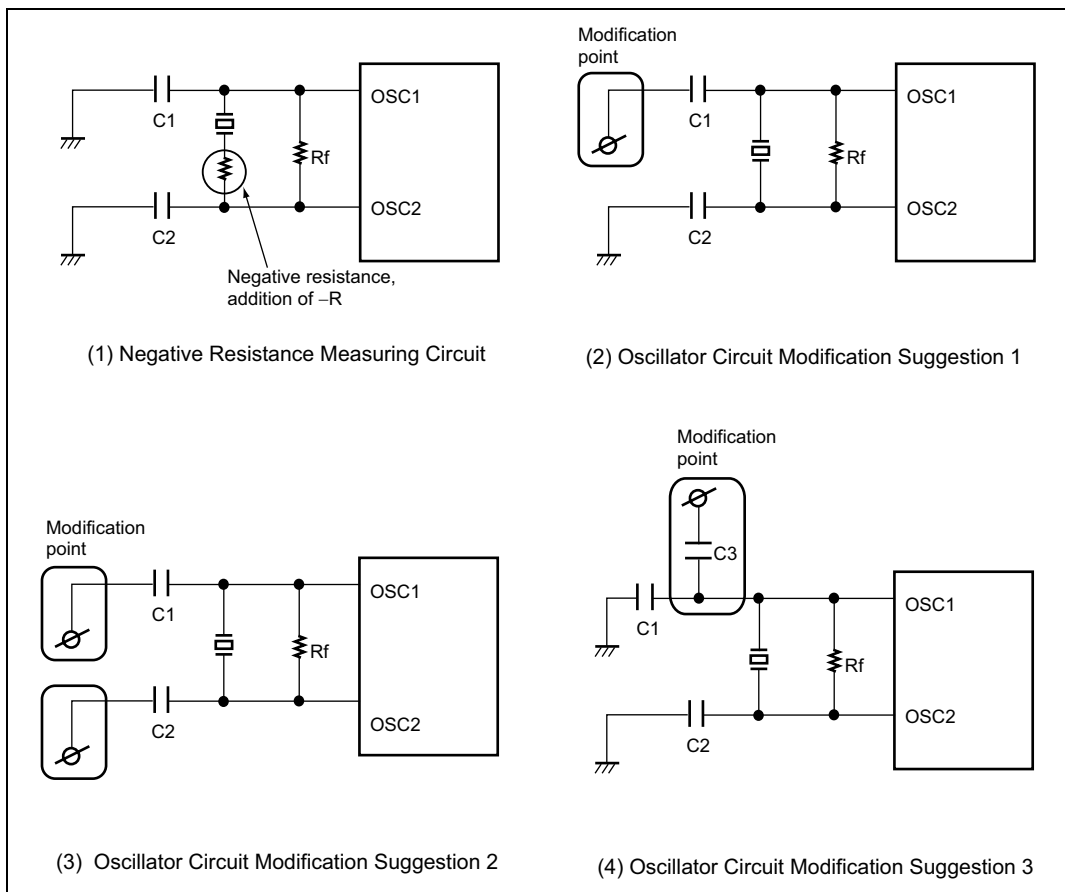 OSC1
C1
Rf
OSC2
C2
Negative resistance,
addition of −R
(1) Negative Resistance Measuring Circuit
Modification
point
OSC1
C1
Rf
OSC2
C2
(2) Oscillator Circuit Modification Suggestion 1
Modification
point
OSC1
C1
Rf
OSC2
C2
(3) Oscillator Circuit Modification Suggestion 2
Modification
point
C3
OSC1
C1
Rf
OSC2
C2
(4) Oscillator Circuit Modification Suggestion 3